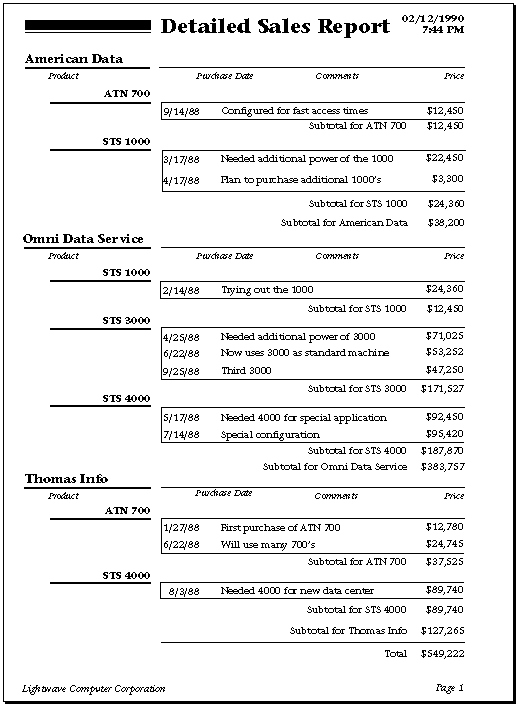 Detailed Sales Report 02/12/1990
7:44 PM
American Data
Product Purchase Date Comments Price
ATN 700
9/14/88 Configured for fast access times $12,450
Subtotal for ATN 700 $12,450
STS 1000
3/17/88 Needed additional power of the 1000 $22,450
4/17/88 Plan to purchase additional 1000's $3,300
Subtotal for STS 1000 $24,360
Subtotal for American Data $38,200
Omni Data Service
Product Purchase Date Comments Price
STS 1000
2/14/88 Trying out the 1000 $24,360
Subtotal for STS 1000 $12,450
STS 3000
4/25/88 Needed additional power of 3000 $71,025
6/22/88 Now uses 3000 as standard machine $53,252
9/25/88 Third 3000 $47,250
Subtotal for STS 3000 $171,527
STS 4000
5/17/88 Needed 4000 for special application $92,450
7/14/88 Special configuration $95,420
Subtotal for STS 4000 $187,870
Subtotal for Omni Data Service $383,757
Thomas Info
Product Purchase Date Comments Price
ATN 700
1/27/88 First purchase of ATN 700 $12,780
6/22/88 Will use many 700's $24,745
Subtotal for ATN 700 $37,525
STS 4000
8/3/88 Needed 4000 for new data center $89,740
Subtotal for STS 4000 $89,740
Subtotal for Thomas Info $127,265
Total $549,222
Lightwave Computer Corporation Page 1